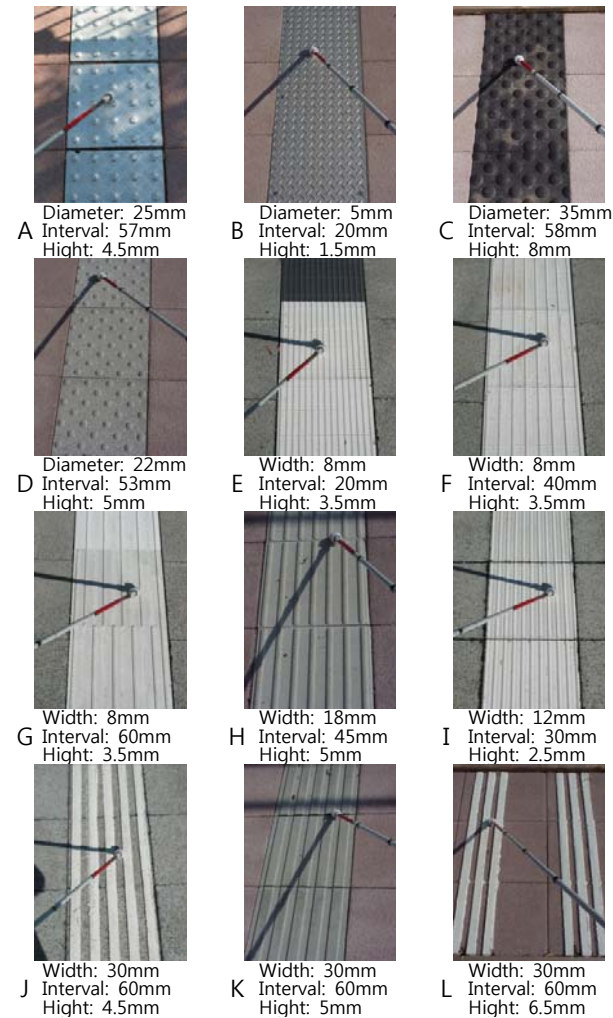 A
Diameter: 25mm
Interval: 57mm
Hight: 4.5mm
B
Diameter: 5mm
Interval: 20mm
Hight: 1.5mm
C
Diameter: 35mm
Interval: 58mm
Hight: 8mm
D
Diameter: 22mm
Interval: 53mm
Hight: 5mm
E
Width: 8mm
Interval: 20mm
Hight: 3.5mm
F
Width: 8mm
Interval: 40mm
Hight: 3.5mm
G
Width: 8mm
Interval: 60mm
Hight: 3.5mm
H
Width: 18mm
Interval: 45mm
Hight: 5mm
I
Width: 12mm
Interval: 30mm
Hight: 2.5mm
J
Width: 30mm
Interval: 60mm
Hight: 4.5mm
K
Width: 30mm
Interval: 60mm
Hight: 5mm
L
Width: 30mm
Interval: 60mm
Hight: 6.5mm